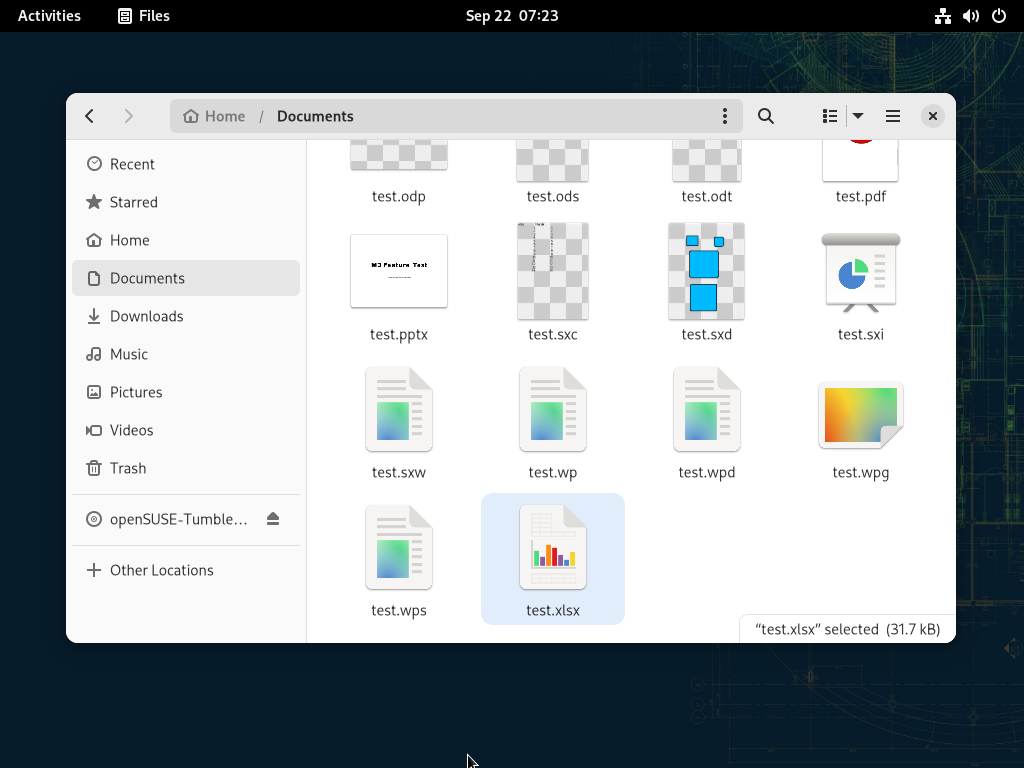 Activities Files Sep 22 07:23
Home / Documents
Recent
Starred
Home
Documents
Downloads
Music
Pictures
Videos
Trash
openSUSE-Tumble…
Other Locations
test.odp test.ods test.odt test.pdf
M3 Feature Test
test.pptx test.sxc test.sxd test.sxi
test.sxw test.wp test.wpd test.wpg
test.wps test.xlsx
“test.xlsx” selected (31.7 kB)